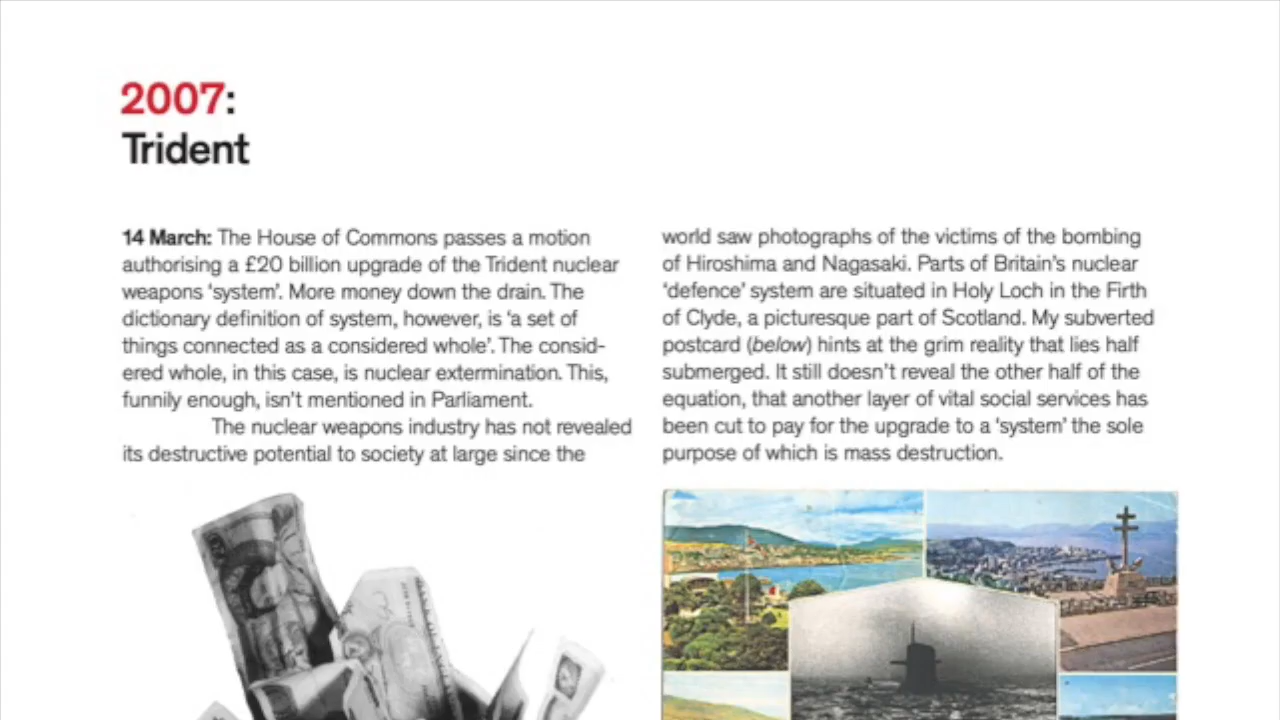 2007:
Trident
14 March: The House of Commons passes a motion
authorising a £20 billion upgrade of the Trident nuclear
weapons ‘system’. More money down the drain. The
dictionary definition of system, however, is ‘a set of
things connected as a considered whole’. The consid-
ered whole, in this case, is nuclear extermination. This,
funnily enough, isn’t mentioned in Parliament.
The nuclear weapons industry has not revealed
its destructive potential to society at large since the
world saw photographs of the victims of the bombing
of Hiroshima and Nagasaki. Parts of Britain’s nuclear
‘defence’ system are situated in Holy Loch in the Firth
of Clyde, a picturesque part of Scotland. My subverted
postcard (below) hints at the grim reality that lies half
submerged. It still doesn’t reveal the other half of the
equation, that another layer of vital social services has
been cut to pay for the upgrade to a ‘system’ the sole
purpose of which is mass destruction.